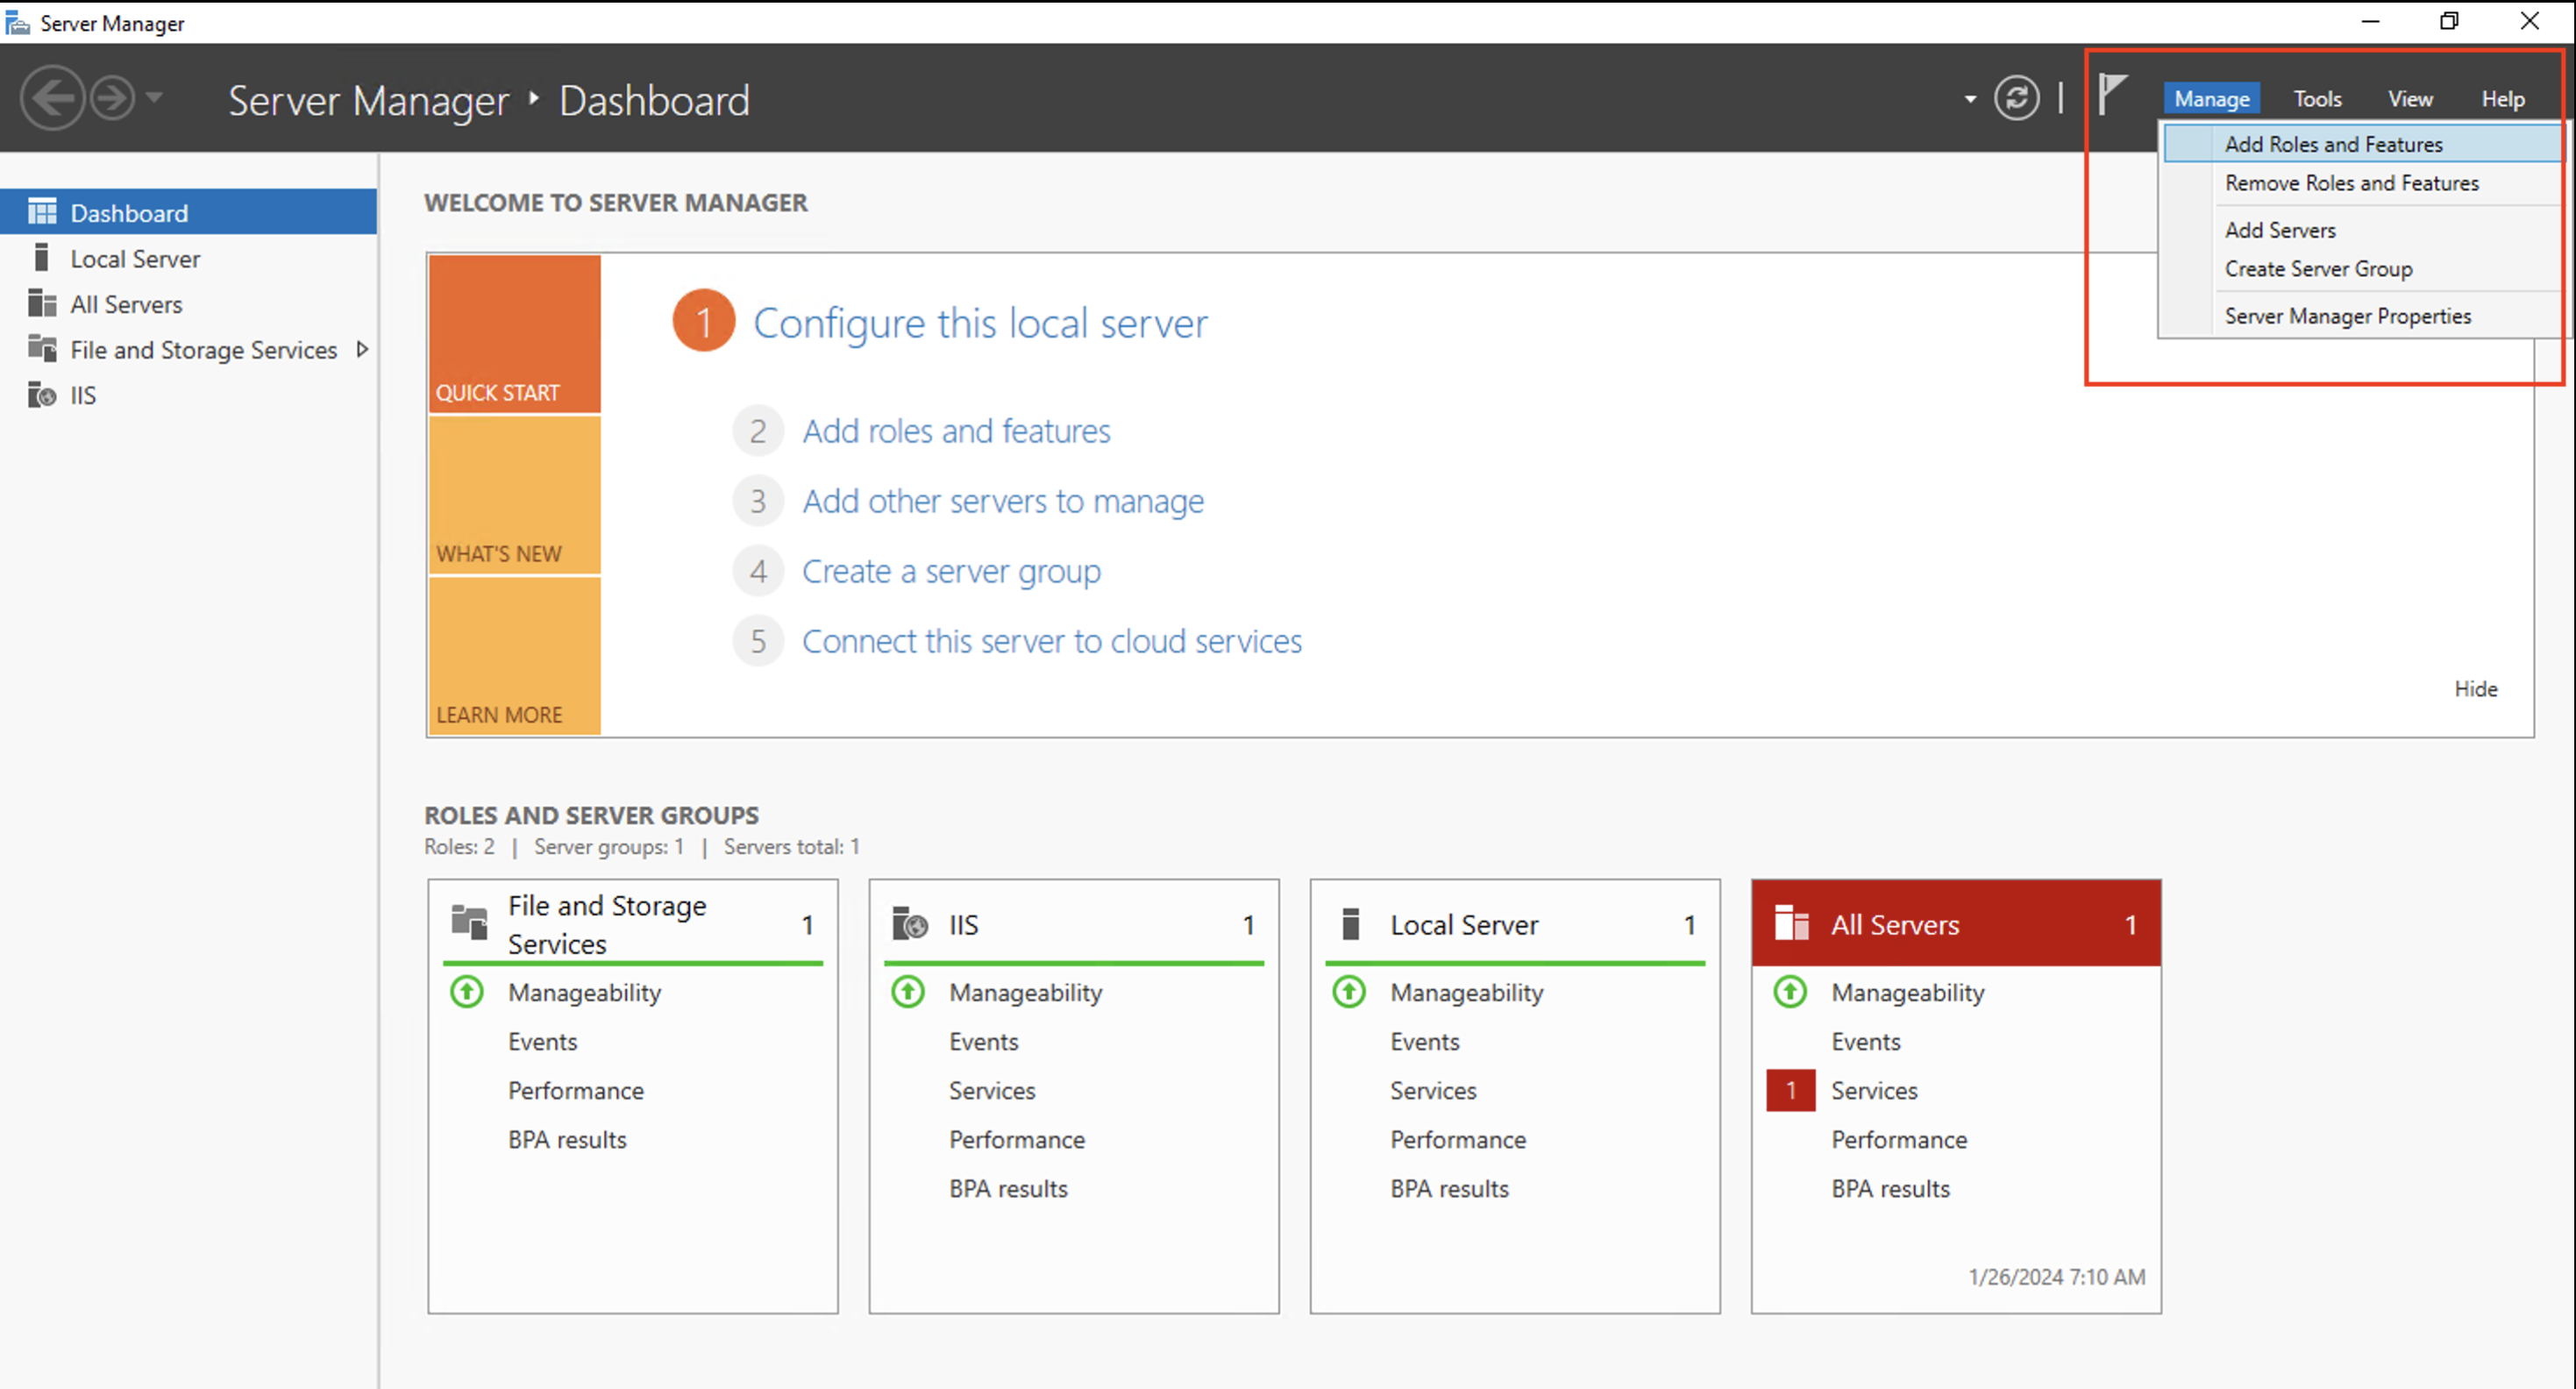 Server Manager
Server Manager Dashboard
Manage Tools View Help
Add Roles and Features
Remove Roles and Features
Add Servers
Create Server Group
Server Manager Properties
Dashboard
Local Server
All Servers
File and Storage Services
IIS
WELCOME TO SERVER MANAGER
QUICK START
WHAT'S NEW
LEARN MORE
1 Configure this local server
2 Add roles and features
3 Add other servers to manage
4 Create a server group
5 Connect this server to cloud services
Hide
ROLES AND SERVER GROUPS
Roles: 2 | Server groups: 1 | Servers total: 1
File and Storage
Services 1
Manageability
Events
Performance
BPA results
IIS 1
Manageability
Events
Services
Performance
BPA results
Local Server 1
Manageability
Events
Services
Performance
BPA results
All Servers 1
Manageability
Events
1 Services
Performance
BPA results
1/26/2024 7:10 AM